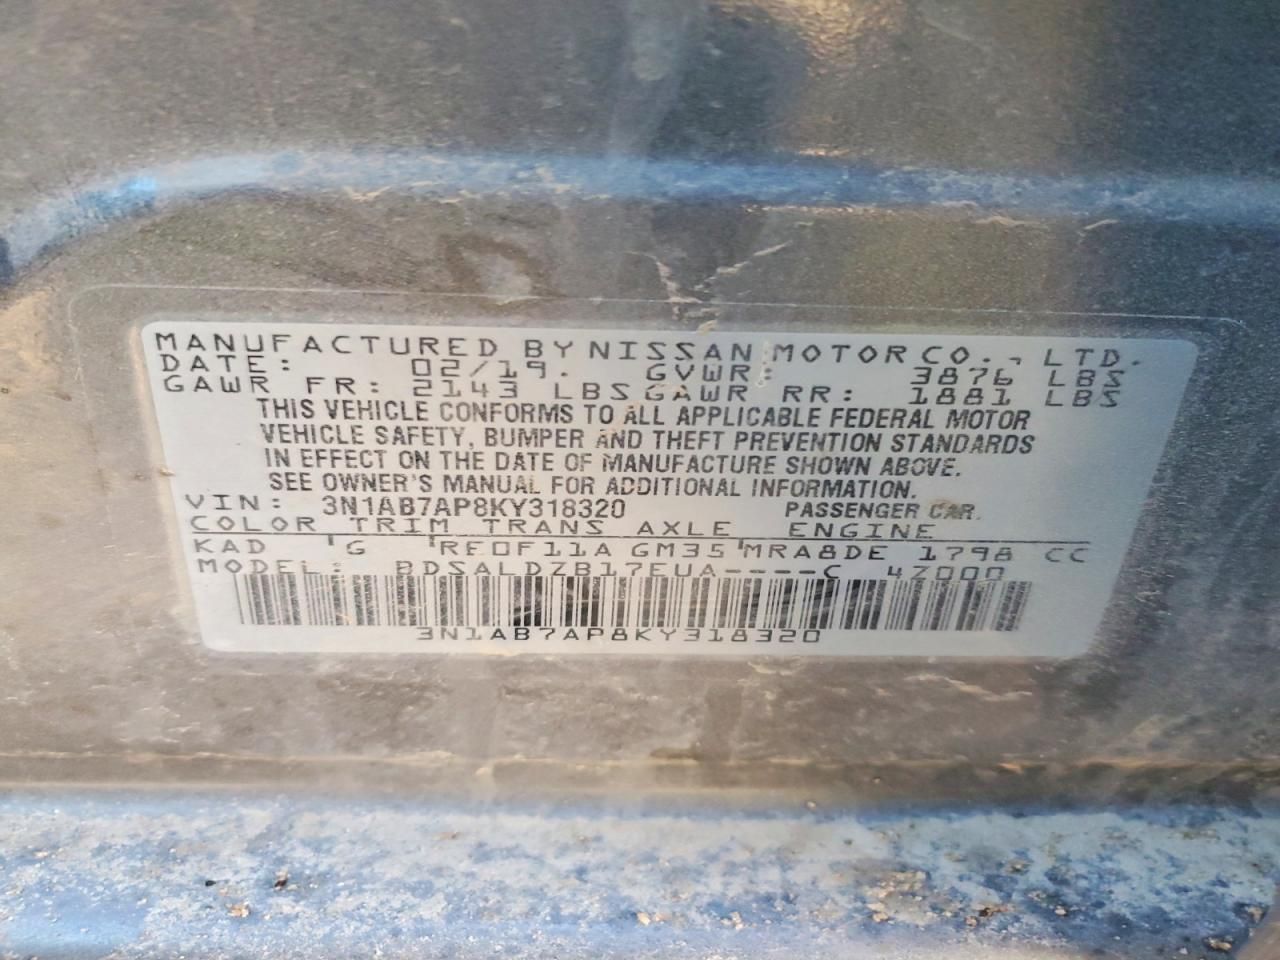 MANUFACTURED BY NISSAN MOTOR CO., LTD.
DATE: 02/19. GVWR: 3876 LBS
GAWR FR: 2143 LBS GAWR RR: 1881 LBS
THIS VEHICLE CONFORMS TO ALL APPLICABLE FEDERAL MOTOR
VEHICLE SAFETY, BUMPER AND THEFT PREVENTION STANDARDS
IN EFFECT ON THE DATE OF MANUFACTURE SHOWN ABOVE.
SEE OWNER'S MANUAL FOR ADDITIONAL INFORMATION.
VIN: 3N1AB7AP8KY318320 PASSENGER CAR
COLOR TRIM TRANS AXLE ENGINE
KAD G RE0F11A GM35 MRA8DE 1798 CC
MODEL: BDSALDZB17EUA----C 47000
3N1AB7AP8KY318320